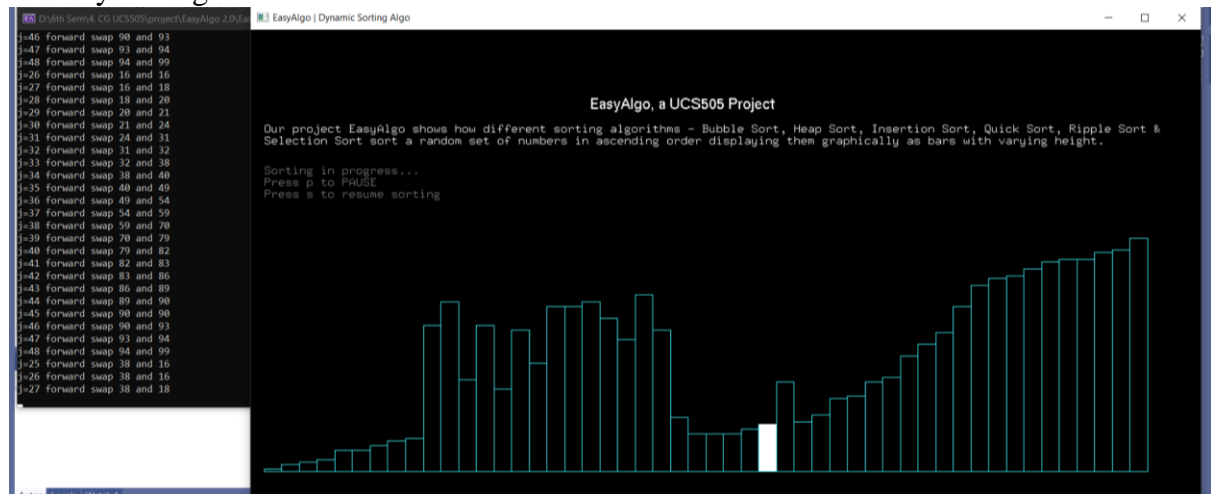 D:\6th Sem\4. CG UCS505\project\EasyAlgo 2.0\Eas
EasyAlgo | Dynamic Sorting Algo
j=46 forward swap 90 and 93
j=47 forward swap 93 and 94
j=48 forward swap 94 and 99
j=26 forward swap 16 and 16
j=27 forward swap 16 and 18
j=28 forward swap 18 and 20
j=29 forward swap 20 and 21
j=30 forward swap 21 and 24
j=31 forward swap 24 and 31
j=32 forward swap 31 and 32
j=33 forward swap 32 and 38
j=34 forward swap 38 and 40
j=35 forward swap 40 and 49
j=36 forward swap 49 and 54
j=37 forward swap 54 and 59
j=38 forward swap 59 and 70
j=39 forward swap 70 and 79
j=40 forward swap 79 and 82
j=41 forward swap 82 and 83
j=42 forward swap 83 and 86
j=43 forward swap 86 and 89
j=44 forward swap 89 and 90
j=45 forward swap 90 and 90
j=46 forward swap 90 and 93
j=47 forward swap 93 and 94
j=48 forward swap 94 and 99
j=25 forward swap 38 and 16
j=26 forward swap 38 and 16
j=27 forward swap 38 and 18
EasyAlgo, a UCS505 Project
Our project EasyAlgo shows how different sorting algorithms - Bubble Sort, Heap Sort, Insertion Sort, Quick Sort, Ripple Sort &
Selection Sort sort a random set of numbers in ascending order displaying them graphically as bars with varying height.
Sorting in progress...
Press p to PAUSE
Press s to resume sorting